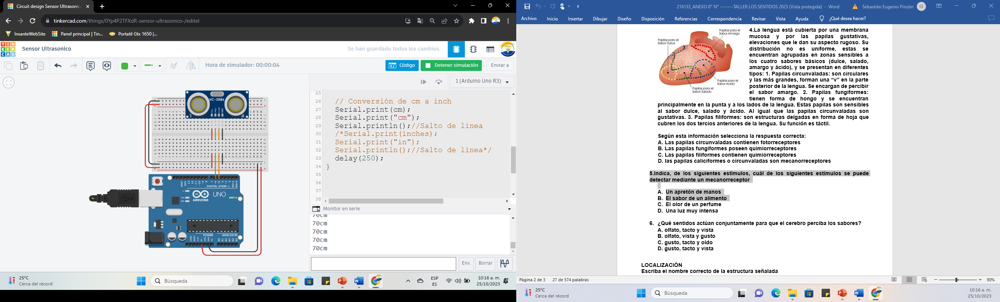 Circuit design Sensor Ultrasonico
tinkercad.com/things/0Yp4P2TFXdR-sensor-ultrasonico-/editel
InsanteWebSite
Panel principal | Tin...
Portatil Gtx 1650 |...
TIN
KER
CAD
Sensor Ultrasonico
Se han guardado todos los cambios.
Hora de simulador: 00:00:04
Código
Detener simulación
Enviar a
1 (Arduino Uno R3)
HC-SR04
DIGITAL (PWM~)
UNO
ARDUINO
ON
POWER
ANALOG IN
25
26 // Conversión de cm a inch
27 Serial.print(cm);
28 Serial.print("cm");
29 Serial.println();//Salto de linea
30 /*Serial.print(inches);
31 Serial.print("in");
32 Serial.println();//Salto de linea*/
33 delay(250);
34 }
35
36
37
38
Monitor en serie
70cm
70cm
70cm
70cm
70cm
Env.
Borrar
25°C
Cerca del récord
Búsqueda
ESP
ES
10:16 a. m.
25/10/2023
216133_ANEXO 8° N° -------TALLER LOS SENTIDOS 2023 (Vista protegida) - Word
Sebastián Eugenio Pinzón
SE
Archivo Inicio Insertar Dibujar Diseño Disposición Referencias Correspondencia Revisar Vista Ayuda ¿Qué desea hacer?
Papilas para el
Sabor Amargo
Papilas para el
Sabor Dulce
Papilas para el
Sabor Acido
Papilas para el
Sabor Salado
4.La lengua está cubierta por una membrana
mucosa y por las papilas gustativas,
elevaciones que le dan su aspecto rugoso. Su
distribución no es uniforme, estas se
encuentran agrupadas en zonas sensibles a
los cuatro sabores básicos (dulce, salado,
amargo y ácido), y se presentan en diferentes
tipos: 1. Papilas circunvaladas: son circulares
y las más grandes, forman una “v” en la parte
posterior de la lengua. Se encargan de percibir
el sabor amargo. 2. Papilas fungiformes:
tienen forma de hongo y se encuentran
principalmente en la punta y a los lados de la lengua. Estas papilas son sensibles
al sabor dulce, salado y ácido. Al igual que las papilas circunvaladas son
gustativas. 3. Papilas filiformes: son estructuras delgadas en forma de hoja que
cubren los dos tercios anteriores de la lengua. Su función es táctil.
Según esta información selecciona la respuesta correcta:
A. Las papilas circunvaladas contienen fotorreceptores
B. Las papilas fungiformes poseen quimiorreceptores
C. Las papilas filiformes contienen quimiorreceptores
D. las papilas caliciformes o circunvaladas son mecanorreceptores
5.Indica, de los siguientes estímulos, cuál de los siguientes estímulos se puede
detectar mediante un mecanorreceptor
A. Un apretón de manos
B. El sabor de un alimento
C. El olor de un perfume
D. Una luz muy intensa
6. ¿Qué sentidos actúan conjuntamente para que el cerebro perciba los sabores?
A. olfato, tacto y vista
B. olfato, vista y gusto
C. gusto, tacto y oído
D. gusto, tacto y vista
LOCALIZACIÓN
Escriba el nombre correcto de la estructura señalada
Página 2 de 3 27 de 574 palabras
90%
25°C
Cerca del récord
Búsqueda
10:16 a. m.
25/10/2023